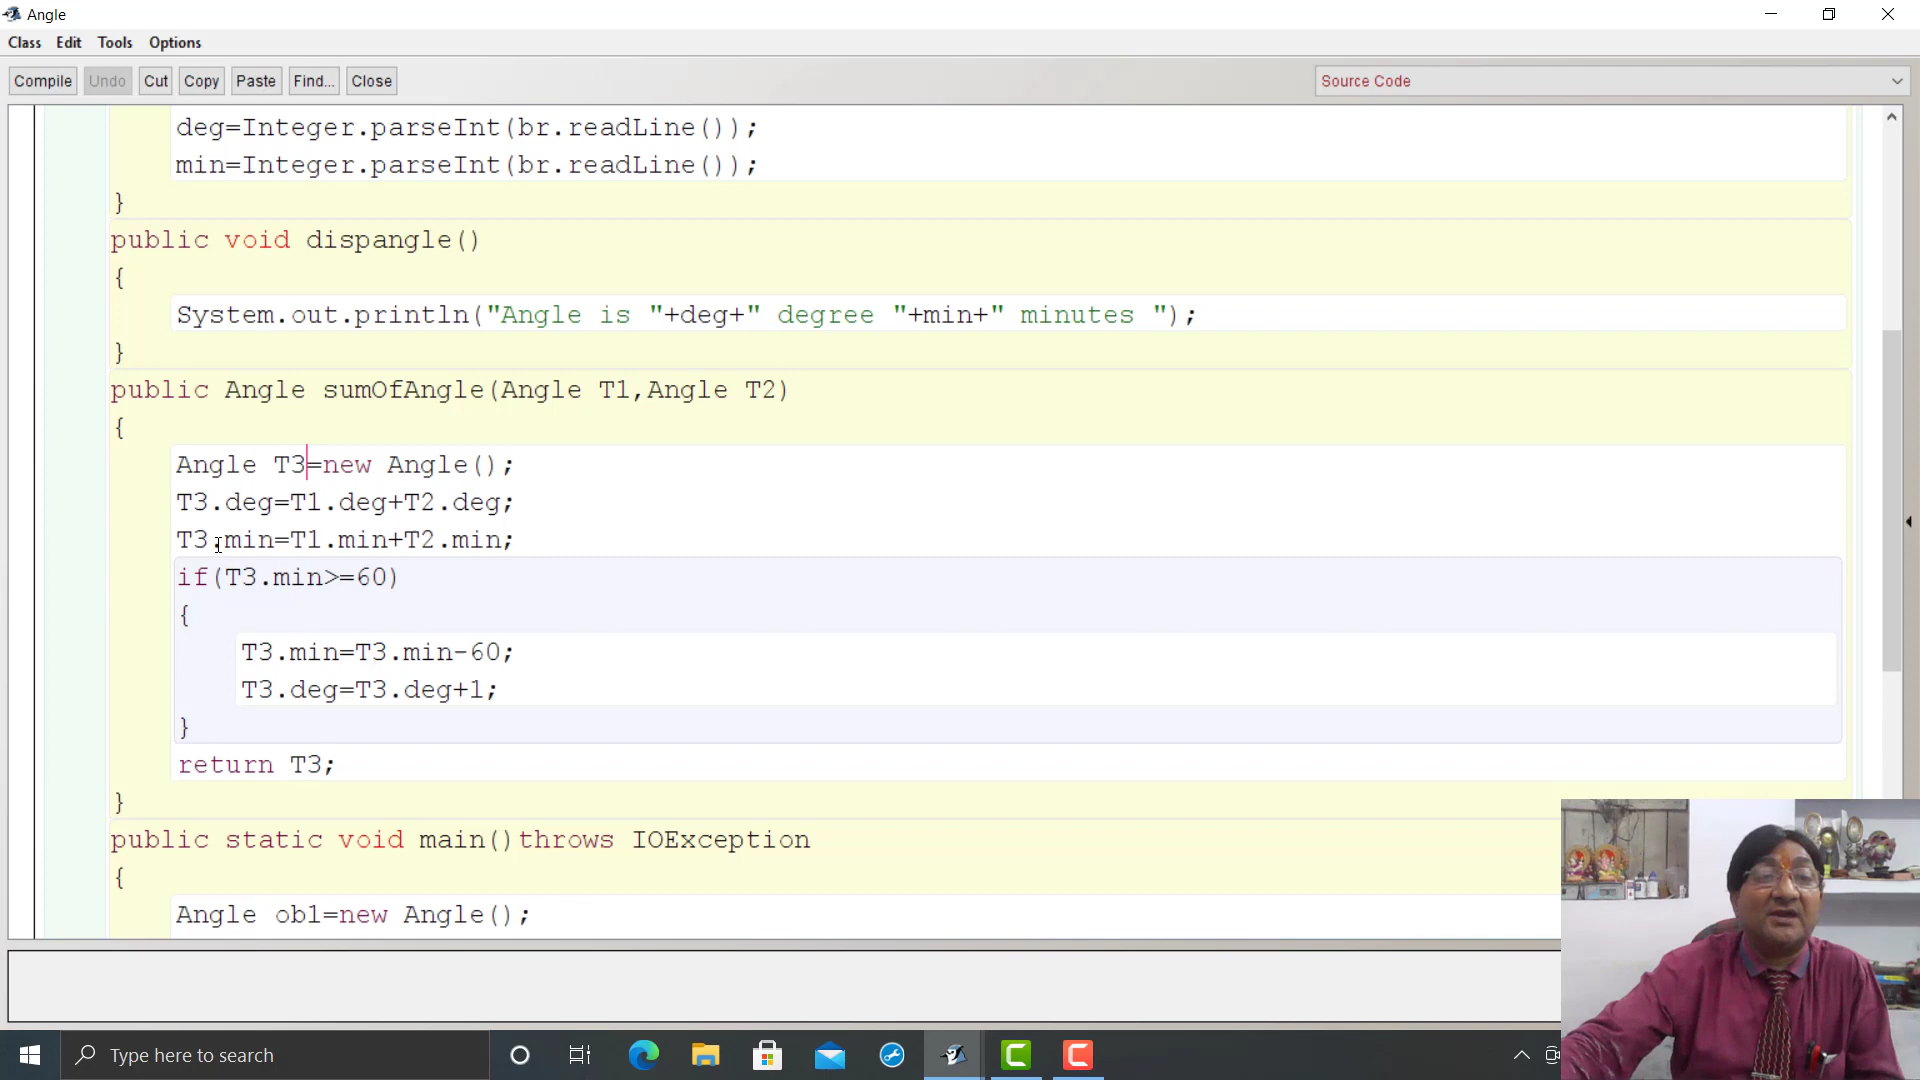 Angle
Class Edit Tools Options
Compile Undo Cut Copy Paste Find... Close Source Code
deg=Integer.parseInt(br.readLine());
min=Integer.parseInt(br.readLine());
}
public void dispangle()
{
System.out.println("Angle is "+deg+" degree "+min+" minutes ");
}
public Angle sumOfAngle(Angle T1,Angle T2)
{
Angle T3=new Angle();
T3.deg=T1.deg+T2.deg;
T3.min=T1.min+T2.min;
if(T3.min>=60)
{
T3.min=T3.min-60;
T3.deg=T3.deg+1;
}
return T3;
}
public static void main()throws IOException
{
Angle ob1=new Angle();
Type here to search